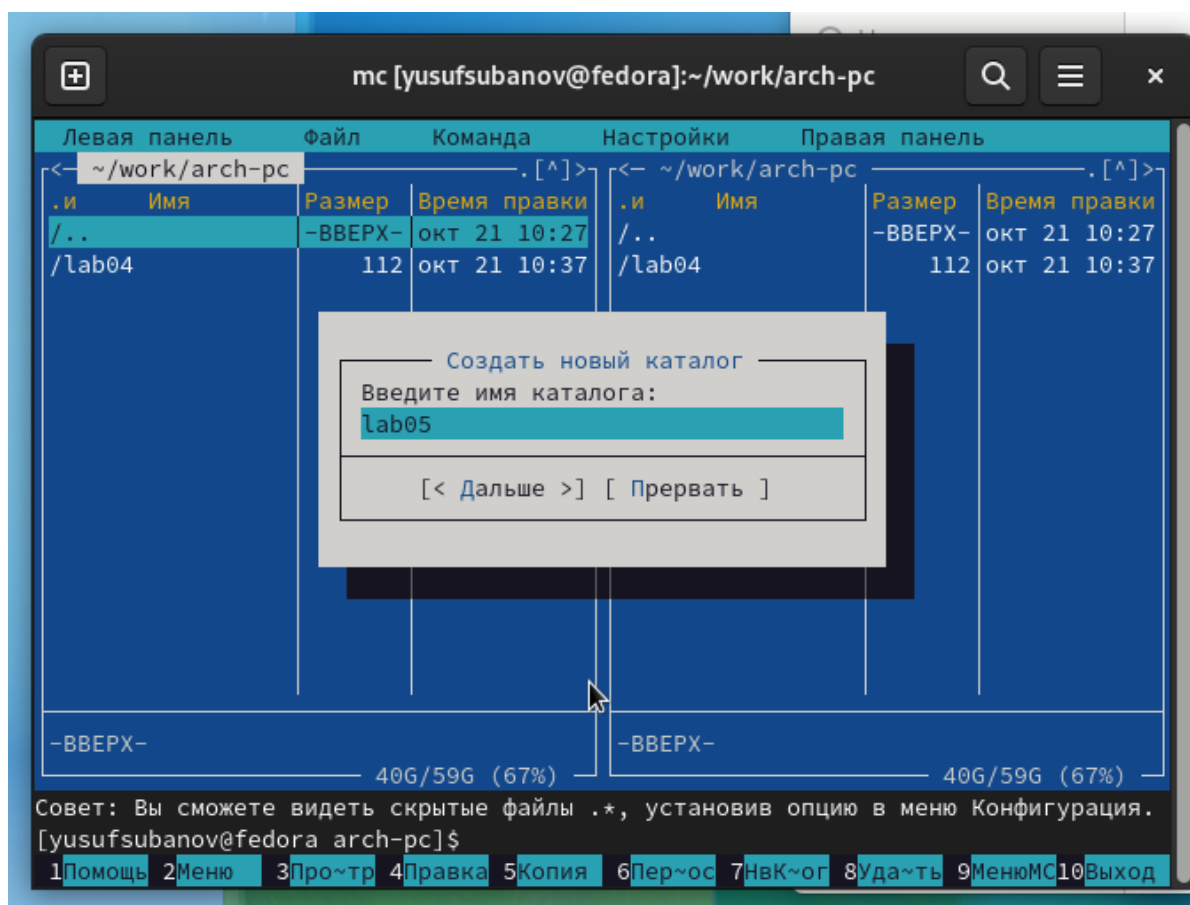 mc [yusufsubanov@fedora]:~/work/arch-pc
Левая панель Файл Команда Настройки Правая панель
<— ~/work/arch-pc .[^]> <— ~/work/arch-pc .[^]>
.и Имя Размер Время правки .и Имя Размер Время правки
/.. -ВВЕРХ- окт 21 10:27 /.. -ВВЕРХ- окт 21 10:27
/lab04 112 окт 21 10:37 /lab04 112 окт 21 10:37
Создать новый каталог
Введите имя каталога:
lab05
[< Дальше >] [ Прервать ]
-ВВЕРХ- -ВВЕРХ-
40G/59G (67%) 40G/59G (67%)
Совет: Вы сможете видеть скрытые файлы .*, установив опцию в меню Конфигурация.
[yusufsubanov@fedora arch-pc]$
1Помощь 2Меню 3Про~тр 4Правка 5Копия 6Пер~ос 7НвК~ог 8Уда~ть 9МенюMC 10Выход